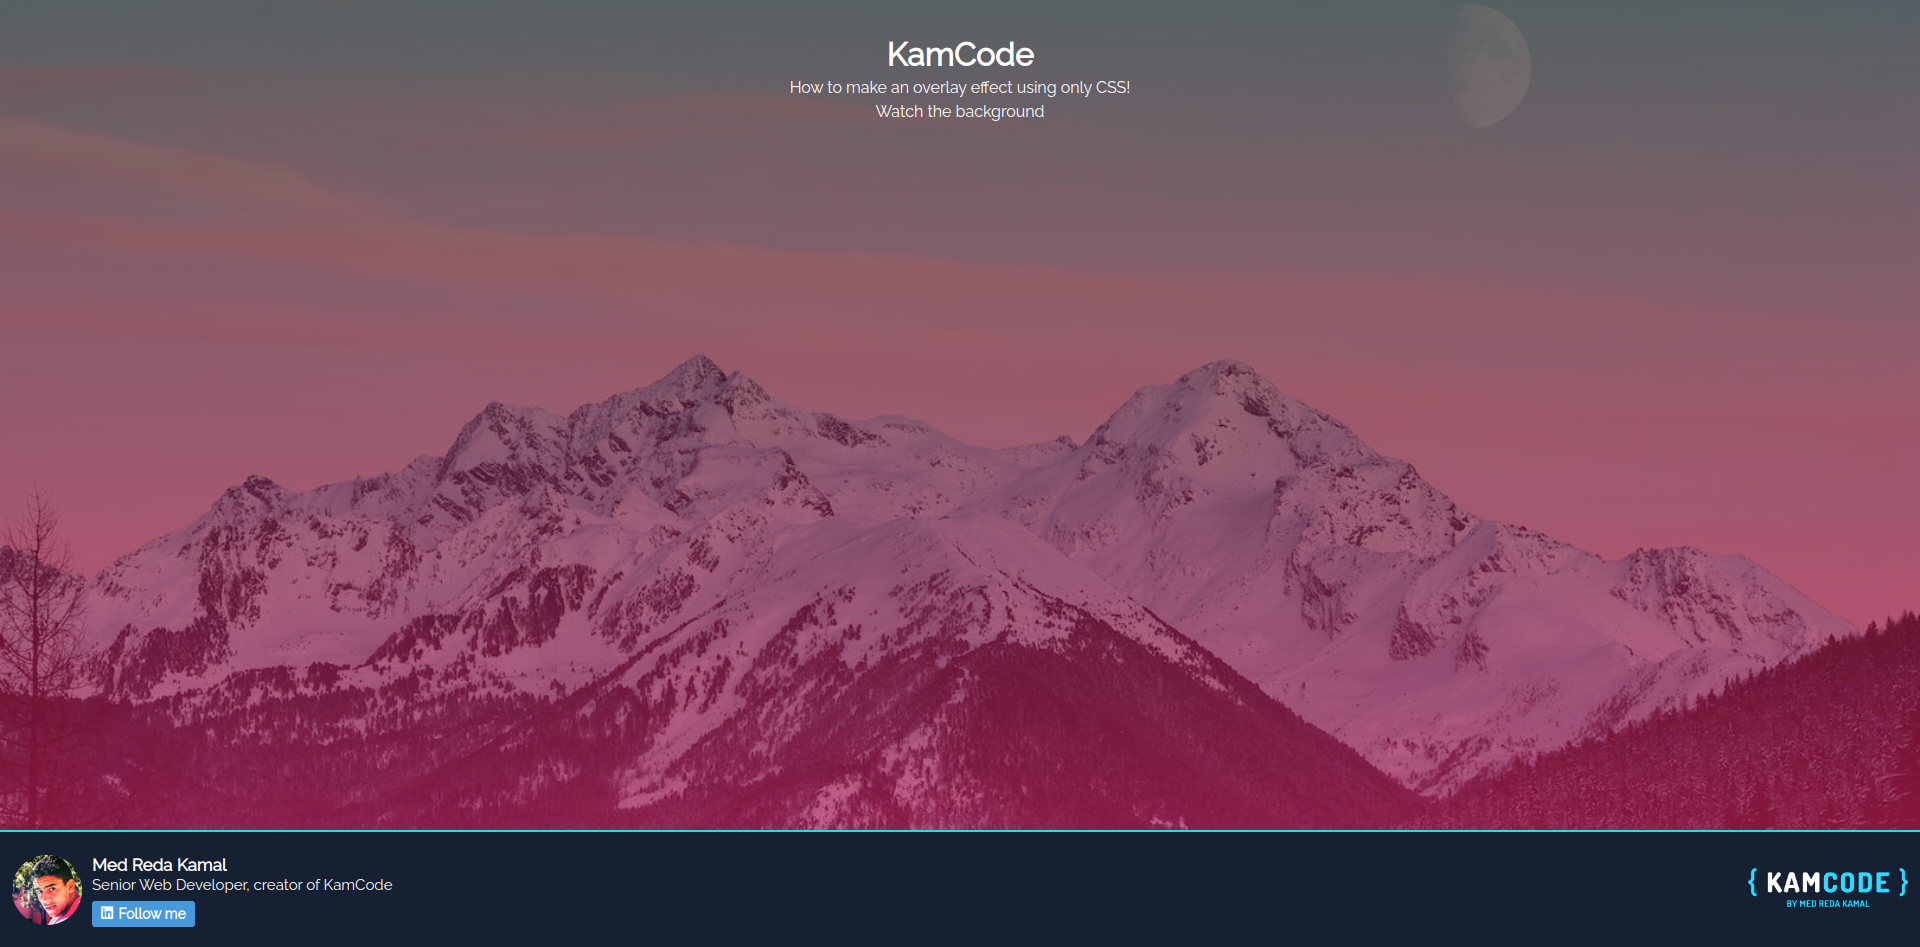 KamCode
How to make an overlay effect using only CSS!
Watch the background
Med Reda Kamal
Senior Web Developer, creator of KamCode
in Follow me
{ KAMCODE }
BY MED REDA KAMAL